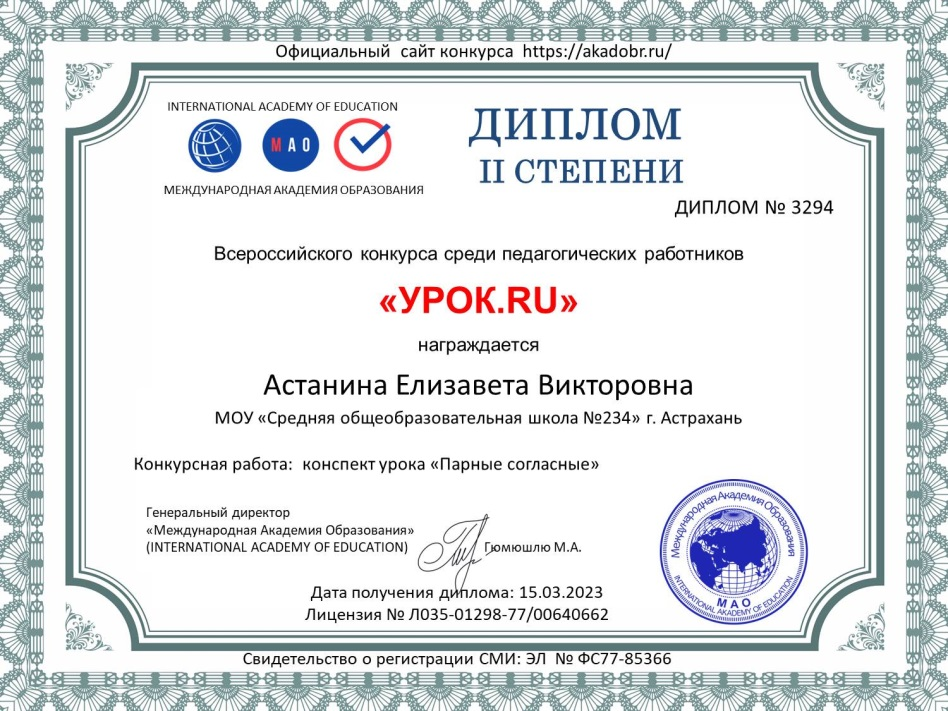 Официальный сайт конкурса https://akadobr.ru/
INTERNATIONAL ACADEMY OF EDUCATION
МАО
МЕЖДУНАРОДНАЯ АКАДЕМИЯ ОБРАЗОВАНИЯ
ДИПЛОМ
II СТЕПЕНИ
ДИПЛОМ № 3294
Всероссийского конкурса среди педагогических работников
«УРОК.RU»
награждается
Астанина Елизавета Викторовна
МОУ «Средняя общеобразовательная школа №234» г. Астрахань
Конкурсная работа: конспект урока «Парные согласные»
Генеральный директор
«Международная Академия Образования»
(INTERNATIONAL ACADEMY OF EDUCATION)
Гюмюшлю М.А.
Международная Академия Образования
МАО
INTERNATIONAL ACADEMY OF EDUCATION
Дата получения диплома: 15.03.2023
Лицензия № Л035-01298-77/00640662
Свидетельство о регистрации СМИ: ЭЛ № ФС77-85366